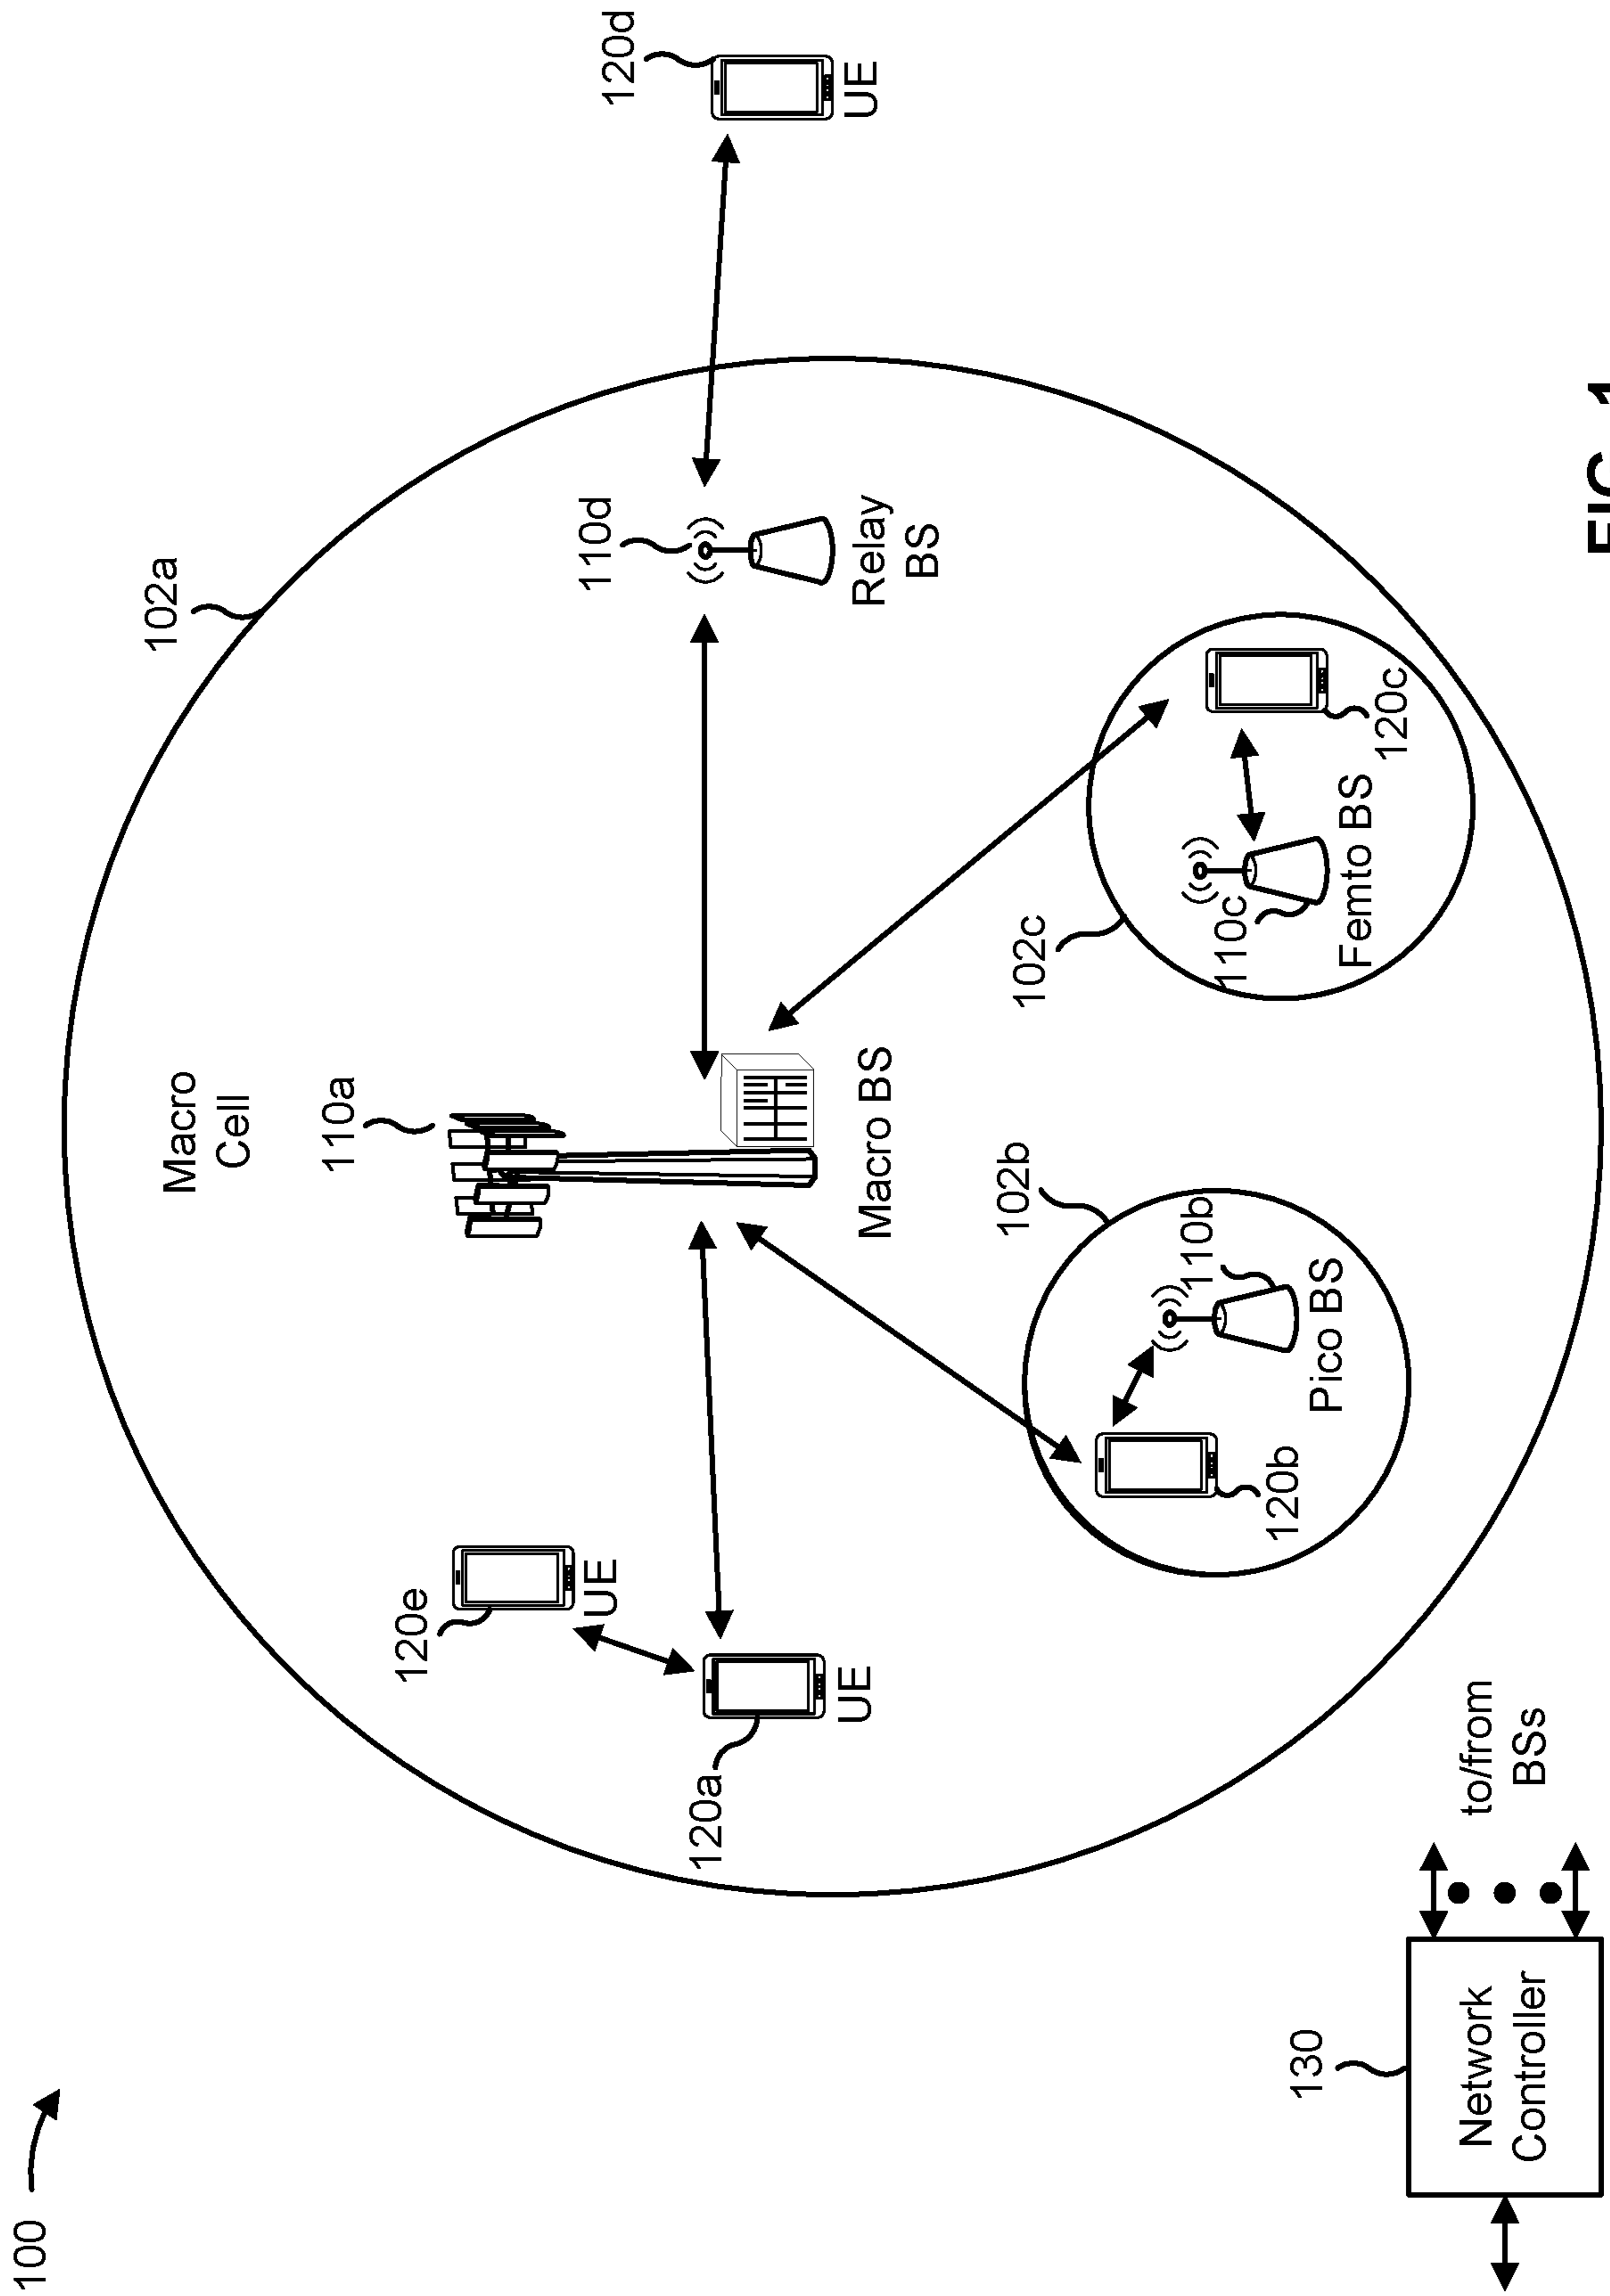 100
102a
Macro
Cell
110a
120d
UE
120e
UE
110d
Relay
BS
120a
UE
Macro BS
102b
102c
110b
Pico BS
120b
110c
Femto BS
120c
130
Network
Controller
to/from
BSs
FIG. 1